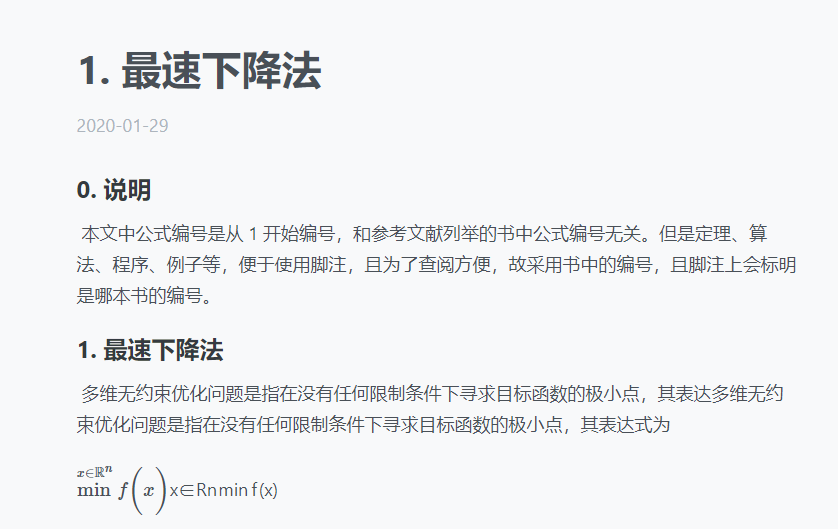 1. 最速下降法
2020-01-29
0. 说明
本文中公式编号是从 1 开始编号，和参考文献列举的书中公式编号无关。但是定理、算
法、程序、例子等，便于使用脚注，且为了查阅方便，故采用书中的编号，且脚注上会标明
是哪本书的编号。
1. 最速下降法
多维无约束优化问题是指在没有任何限制条件下寻求目标函数的极小点，其表达多维无约
束优化问题是指在没有任何限制条件下寻求目标函数的极小点，其表达式为
x∈ℝⁿ
min f(x)x∈Rnminf(x)